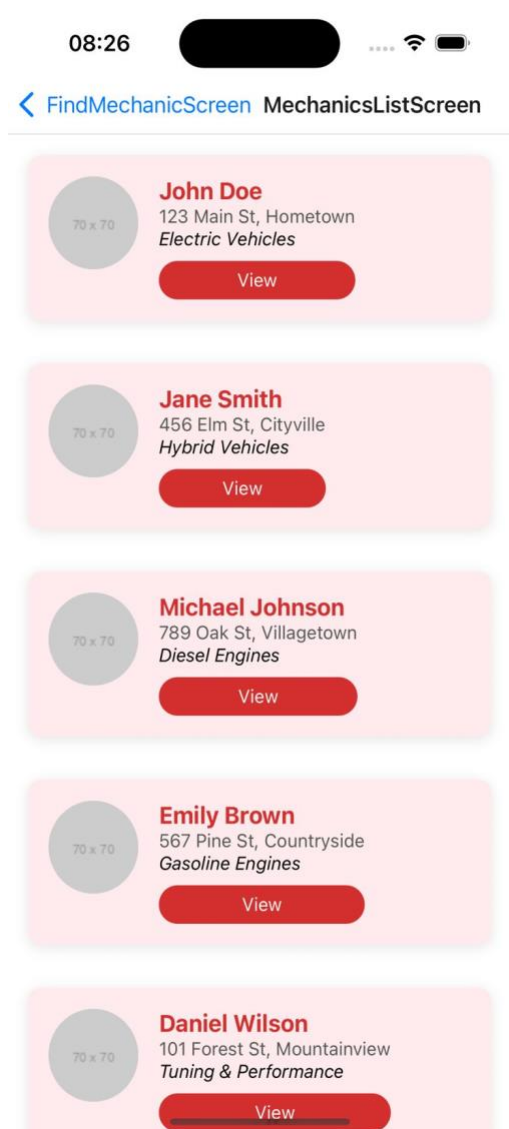 08:26
FindMechanicScreen MechanicsListScreen
70 x 70
John Doe
123 Main St, Hometown
Electric Vehicles
View
70 x 70
Jane Smith
456 Elm St, Cityville
Hybrid Vehicles
View
70 x 70
Michael Johnson
789 Oak St, Villagetown
Diesel Engines
View
70 x 70
Emily Brown
567 Pine St, Countryside
Gasoline Engines
View
70 x 70
Daniel Wilson
101 Forest St, Mountainview
Tuning & Performance
View